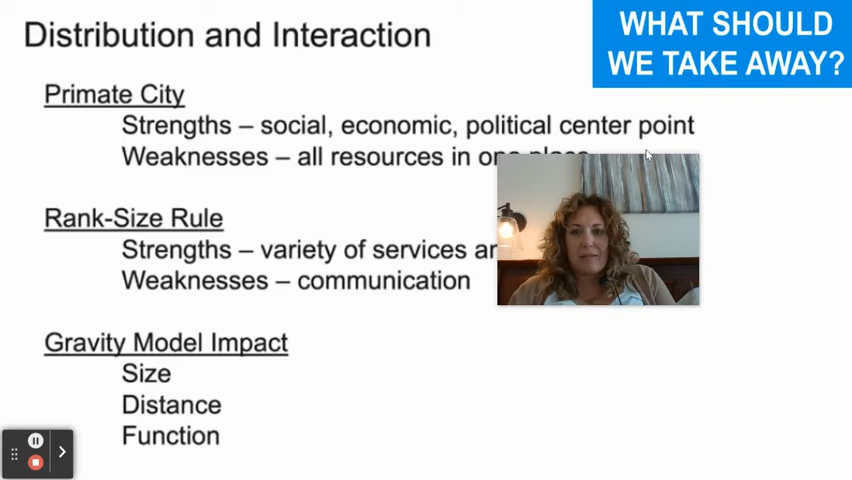 Distribution and Interaction
WHAT SHOULD
WE TAKE AWAY?
Primate City
Strengths – social, economic, political center point
Weaknesses – all resources in one place
Rank-Size Rule
Strengths – variety of services
Weaknesses – communication
Gravity Model Impact
Size
Distance
Function